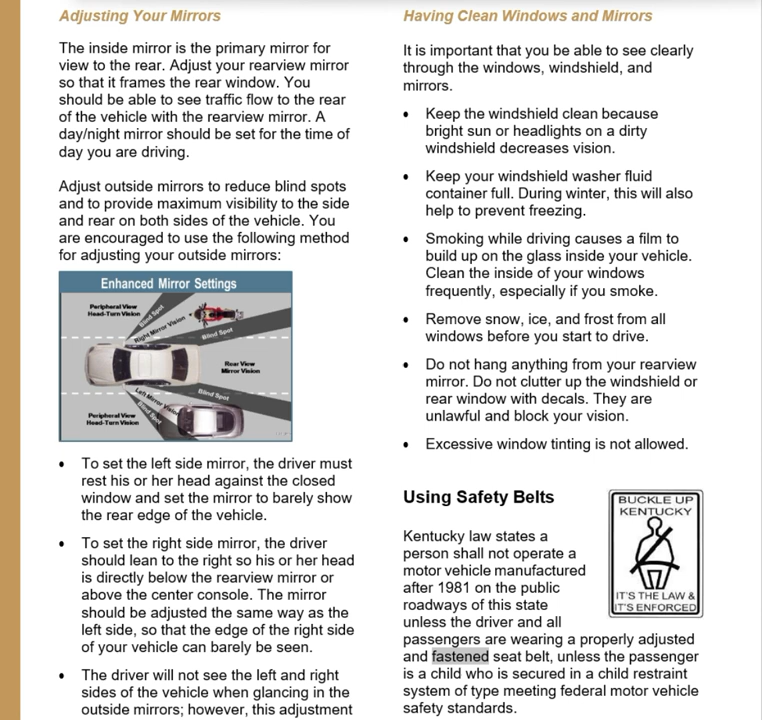 Adjusting Your Mirrors
The inside mirror is the primary mirror for
view to the rear. Adjust your rearview mirror
so that it frames the rear window. You
should be able to see traffic flow to the rear
of the vehicle with the rearview mirror. A
day/night mirror should be set for the time of
day you are driving.
Adjust outside mirrors to reduce blind spots
and to provide maximum visibility to the side
and rear on both sides of the vehicle. You
are encouraged to use the following method
for adjusting your outside mirrors:
Enhanced Mirror Settings
Peripheral View
Head-Turn Vision
Blind Spot
Right Mirror Vision
Blind Spot
Rear View
Mirror Vision
Left Mirror Vision
Blind Spot
Blind Spot
Peripheral View
Head-Turn Vision
• To set the left side mirror, the driver must
rest his or her head against the closed
window and set the mirror to barely show
the rear edge of the vehicle.
• To set the right side mirror, the driver
should lean to the right so his or her head
is directly below the rearview mirror or
above the center console. The mirror
should be adjusted the same way as the
left side, so that the edge of the right side
of your vehicle can barely be seen.
• The driver will not see the left and right
sides of the vehicle when glancing in the
outside mirrors; however, this adjustment
Having Clean Windows and Mirrors
It is important that you be able to see clearly
through the windows, windshield, and
mirrors.
• Keep the windshield clean because
bright sun or headlights on a dirty
windshield decreases vision.
• Keep your windshield washer fluid
container full. During winter, this will also
help to prevent freezing.
• Smoking while driving causes a film to
build up on the glass inside your vehicle.
Clean the inside of your windows
frequently, especially if you smoke.
• Remove snow, ice, and frost from all
windows before you start to drive.
• Do not hang anything from your rearview
mirror. Do not clutter up the windshield or
rear window with decals. They are
unlawful and block your vision.
• Excessive window tinting is not allowed.
Using Safety Belts
BUCKLE UP
KENTUCKY
IT'S THE LAW &
IT'S ENFORCED
Kentucky law states a
person shall not operate a
motor vehicle manufactured
after 1981 on the public
roadways of this state
unless the driver and all
passengers are wearing a properly adjusted
and fastened seat belt, unless the passenger
is a child who is secured in a child restraint
system of type meeting federal motor vehicle
safety standards.